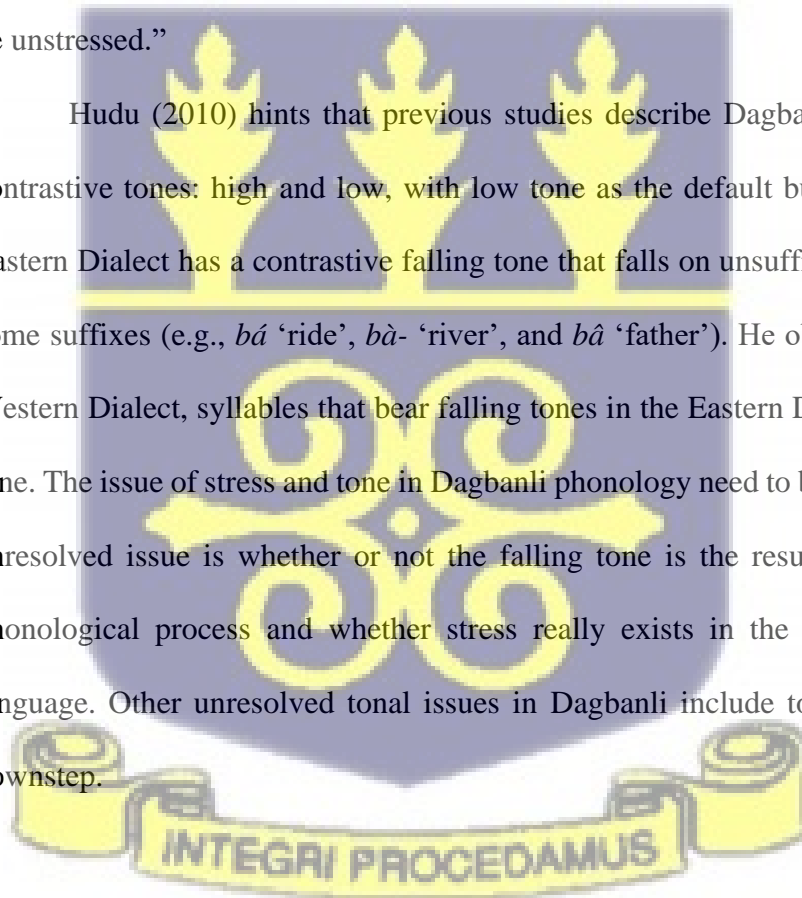 e unstressed.”
Hudu (2010) hints that previous studies describe Dagba
ontrastive tones: high and low, with low tone as the default bu
astern Dialect has a contrastive falling tone that falls on unsuffi
ome suffixes (e.g., bá ‘ride’, bà- ‘river’, and bâ ‘father’). He o
estern Dialect, syllables that bear falling tones in the Eastern D
ne. The issue of stress and tone in Dagbanli phonology need to b
nresolved issue is whether or not the falling tone is the resu
honological process and whether stress really exists in the
nguage. Other unresolved tonal issues in Dagbanli include to
ownstep.
INTEGRI PROCEDAMUS